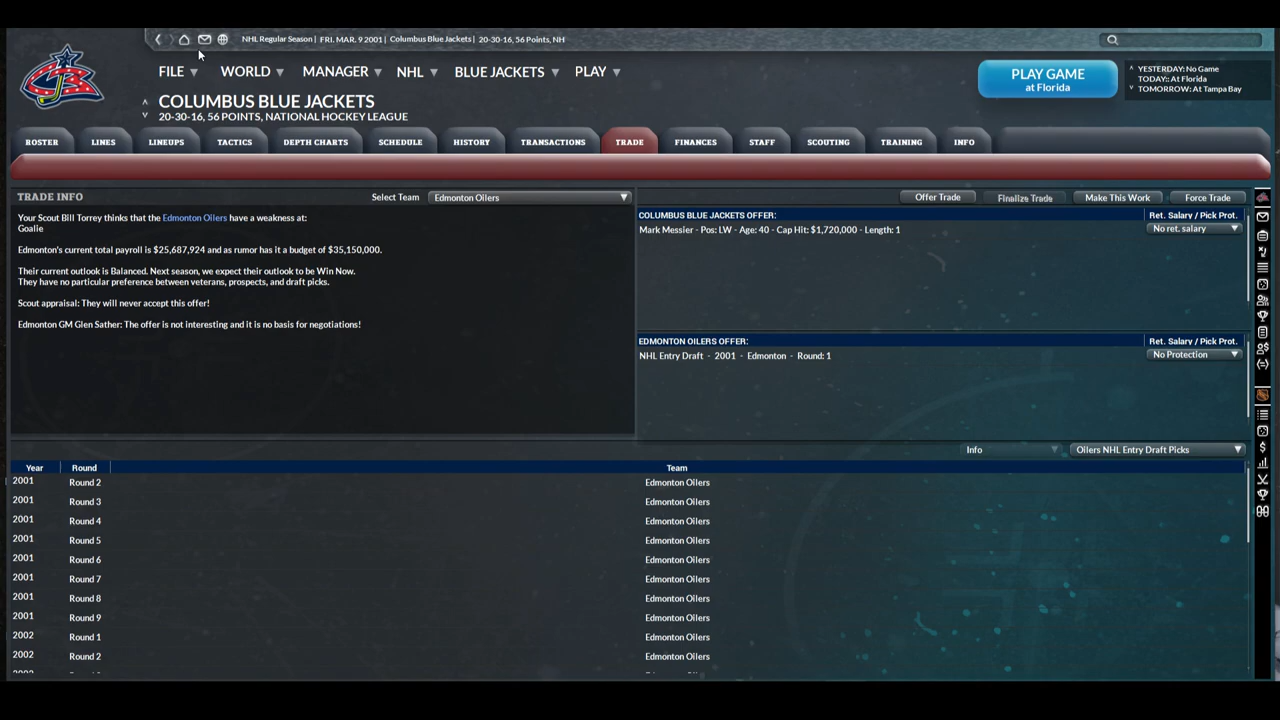 NHL Regular Season | FRI. MAR. 9 2001 | Columbus Blue Jackets | 20-30-16, 56 Points, NH
FILE WORLD MANAGER NHL BLUE JACKETS PLAY
PLAY GAME
at Florida
YESTERDAY: No Game
TODAY:: At Florida
TOMORROW: At Tampa Bay
COLUMBUS BLUE JACKETS
20-30-16, 56 POINTS, NATIONAL HOCKEY LEAGUE
ROSTER LINES LINEUPS TACTICS DEPTH CHARTS SCHEDULE HISTORY TRANSACTIONS TRADE FINANCES STAFF SCOUTING TRAINING INFO
TRADE INFO Select Team Edmonton Oilers
Your Scout Bill Torrey thinks that the Edmonton Oilers have a weakness at:
Goalie
Edmonton's current total payroll is $25,687,924 and as rumor has it a budget of $35,150,000.
Their current outlook is Balanced. Next season, we expect their outlook to be Win Now.
They have no particular preference between veterans, prospects, and draft picks.
Scout appraisal: They will never accept this offer!
Edmonton GM Glen Sather: The offer is not interesting and it is no basis for negotiations!
Offer Trade Finalize Trade Make This Work Force Trade
COLUMBUS BLUE JACKETS OFFER: Ret. Salary / Pick Prot.
Mark Messier - Pos: LW - Age: 40 - Cap Hit: $1,720,000 - Length: 1 No ret. salary
EDMONTON OILERS OFFER: Ret. Salary / Pick Prot.
NHL Entry Draft - 2001 - Edmonton - Round: 1 No Protection
Info Oilers NHL Entry Draft Picks
Year Round Team
2001 Round 2 Edmonton Oilers
2001 Round 3 Edmonton Oilers
2001 Round 4 Edmonton Oilers
2001 Round 5 Edmonton Oilers
2001 Round 6 Edmonton Oilers
2001 Round 7 Edmonton Oilers
2001 Round 8 Edmonton Oilers
2001 Round 9 Edmonton Oilers
2002 Round 1 Edmonton Oilers
2002 Round 2 Edmonton Oilers